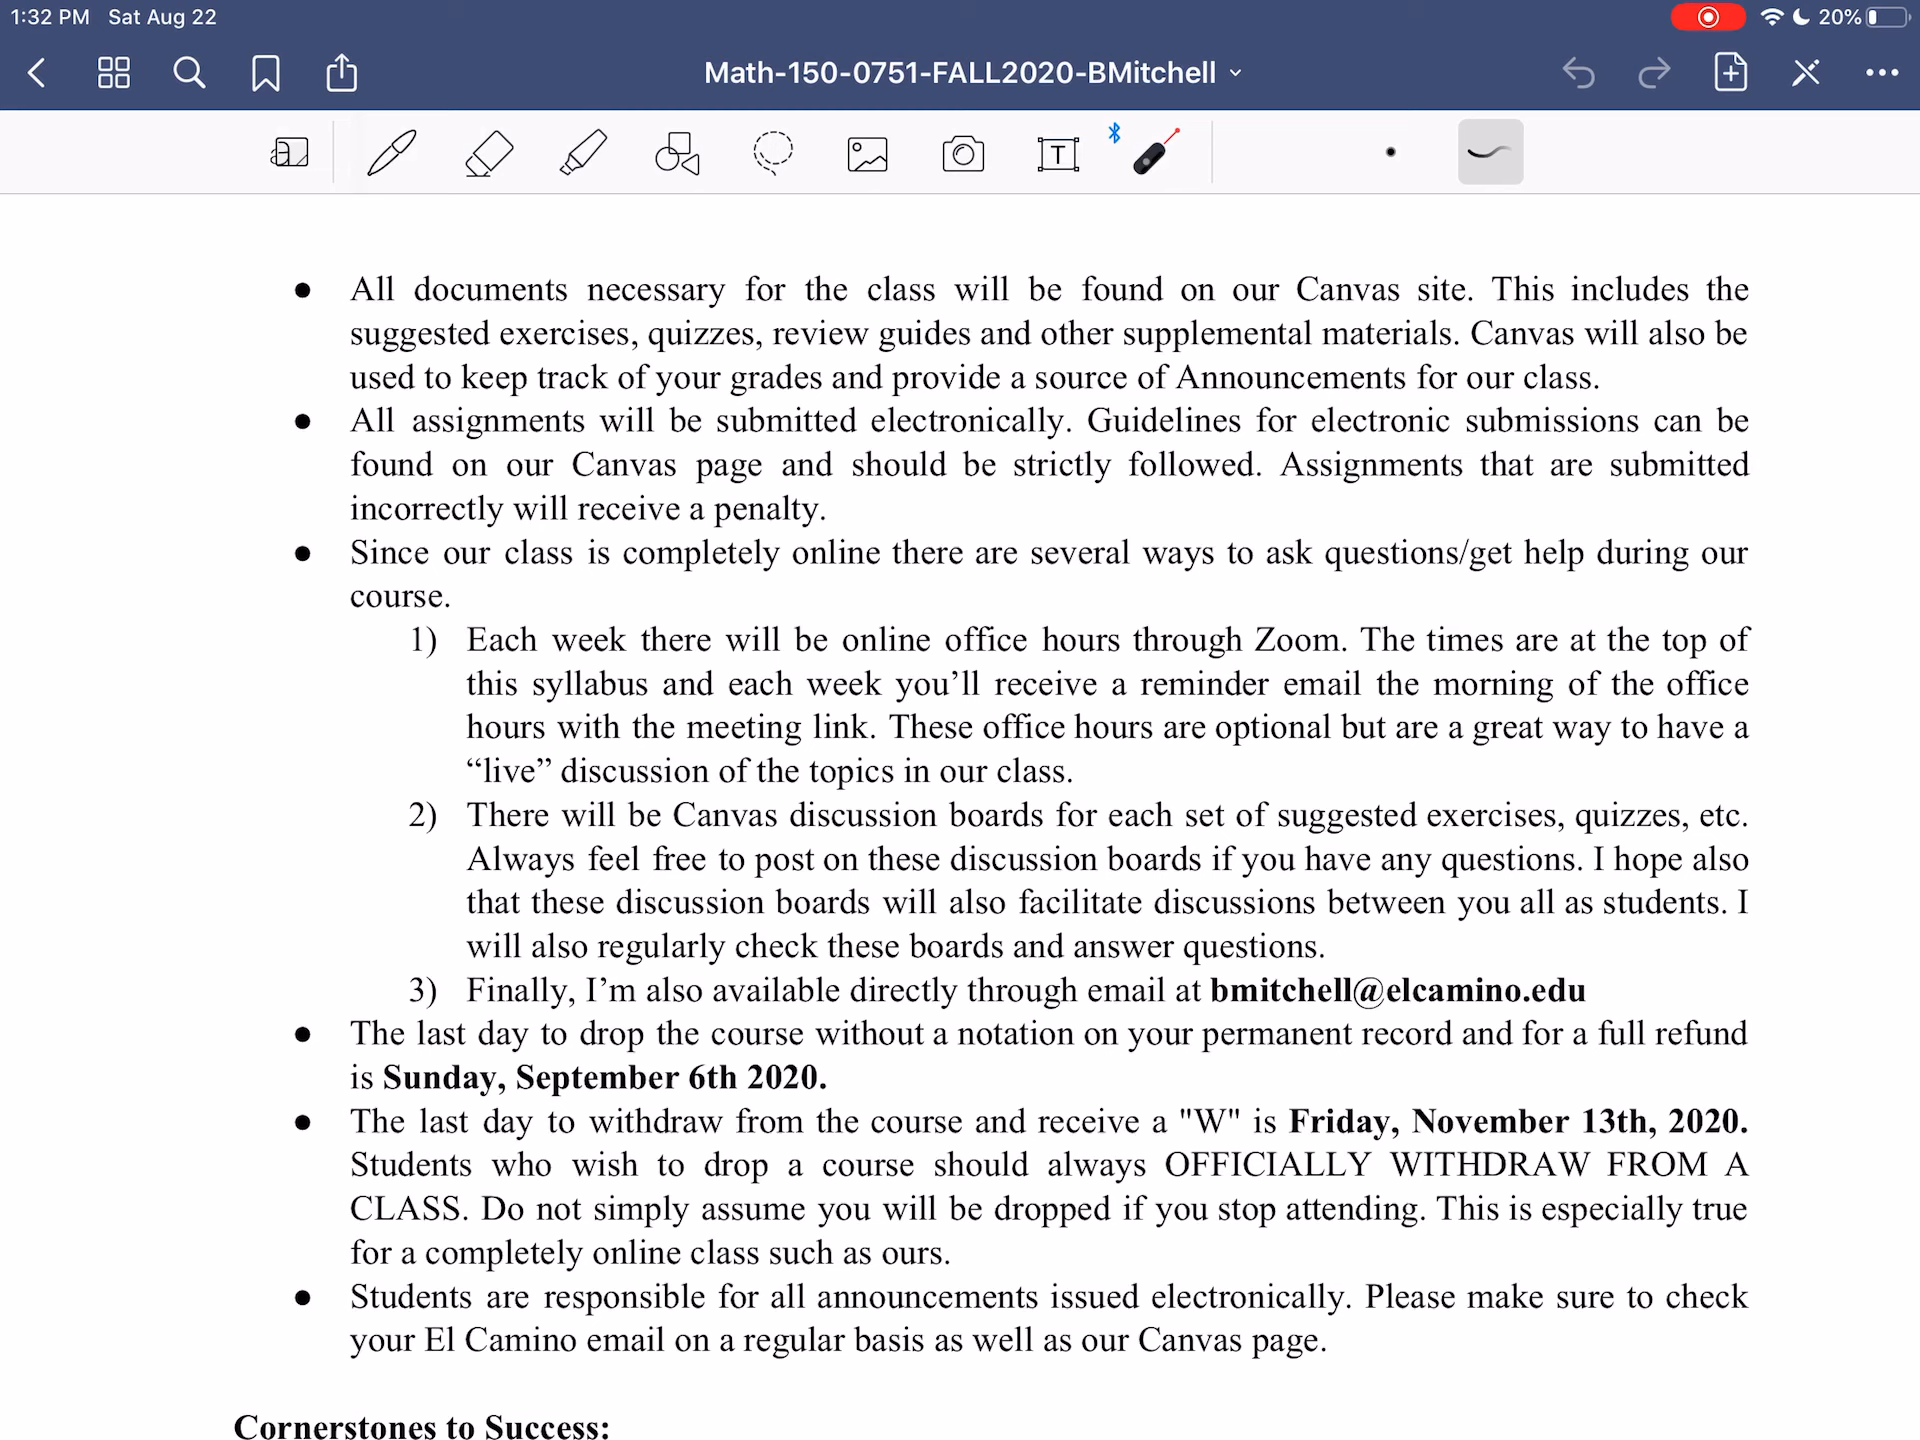 1:32 PM Sat Aug 22
20%
Math-150-0751-FALL2020-BMitchell
a
T
● All documents necessary for the class will be found on our Canvas site. This includes the
suggested exercises, quizzes, review guides and other supplemental materials. Canvas will also be
used to keep track of your grades and provide a source of Announcements for our class.
● All assignments will be submitted electronically. Guidelines for electronic submissions can be
found on our Canvas page and should be strictly followed. Assignments that are submitted
incorrectly will receive a penalty.
● Since our class is completely online there are several ways to ask questions/get help during our
course.
1) Each week there will be online office hours through Zoom. The times are at the top of
this syllabus and each week you’ll receive a reminder email the morning of the office
hours with the meeting link. These office hours are optional but are a great way to have a
“live” discussion of the topics in our class.
2) There will be Canvas discussion boards for each set of suggested exercises, quizzes, etc.
Always feel free to post on these discussion boards if you have any questions. I hope also
that these discussion boards will also facilitate discussions between you all as students. I
will also regularly check these boards and answer questions.
3) Finally, I’m also available directly through email at bmitchell@elcamino.edu
● The last day to drop the course without a notation on your permanent record and for a full refund
is Sunday, September 6th 2020.
● The last day to withdraw from the course and receive a "W" is Friday, November 13th, 2020.
Students who wish to drop a course should always OFFICIALLY WITHDRAW FROM A
CLASS. Do not simply assume you will be dropped if you stop attending. This is especially true
for a completely online class such as ours.
● Students are responsible for all announcements issued electronically. Please make sure to check
your El Camino email on a regular basis as well as our Canvas page.
Cornerstones to Success: